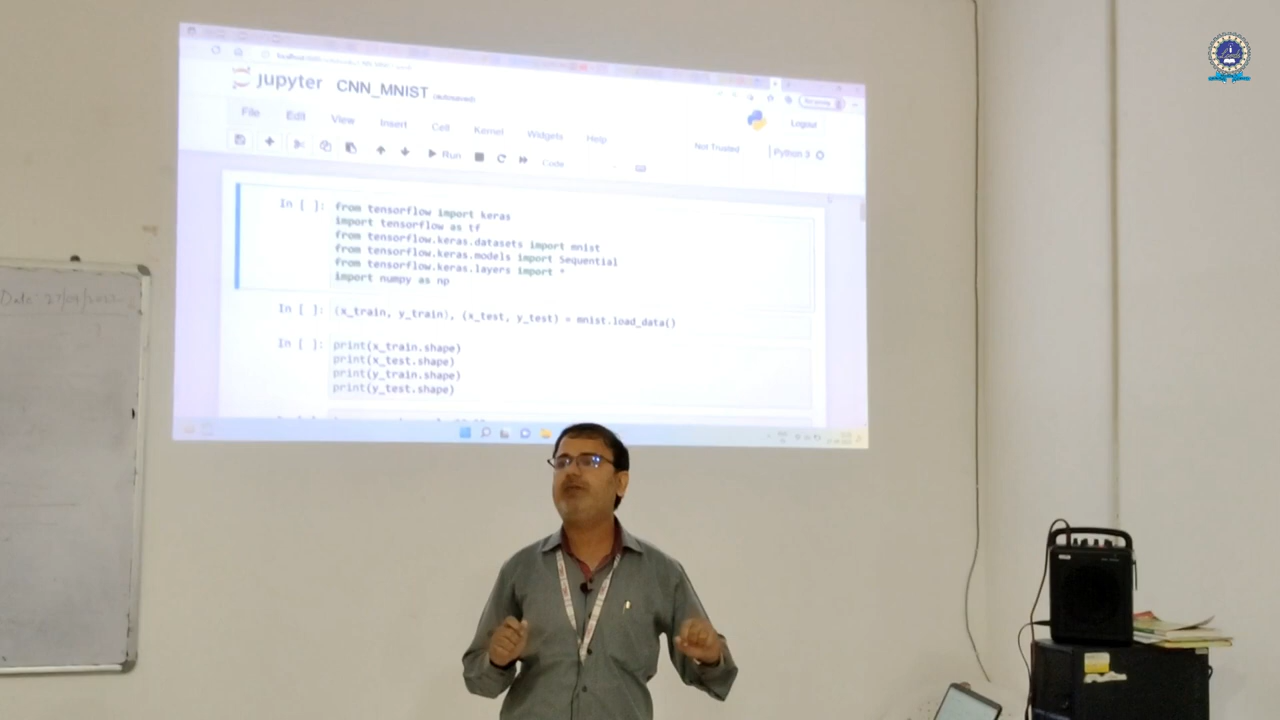 jupyter CNN_MNIST (autosaved)
File Edit View Insert Cell Kernel Widgets Help
Logout
Not Trusted
Python 3
Run
Code
In [ ]: from tensorflow import keras
import tensorflow as tf
from tensorflow.keras.datasets import mnist
from tensorflow.keras.models import Sequential
from tensorflow.keras.layers import *
import numpy as np
In [ ]: (x_train, y_train), (x_test, y_test) = mnist.load_data()
In [ ]: print(x_train.shape)
print(x_test.shape)
print(y_train.shape)
print(y_test.shape)
Date: